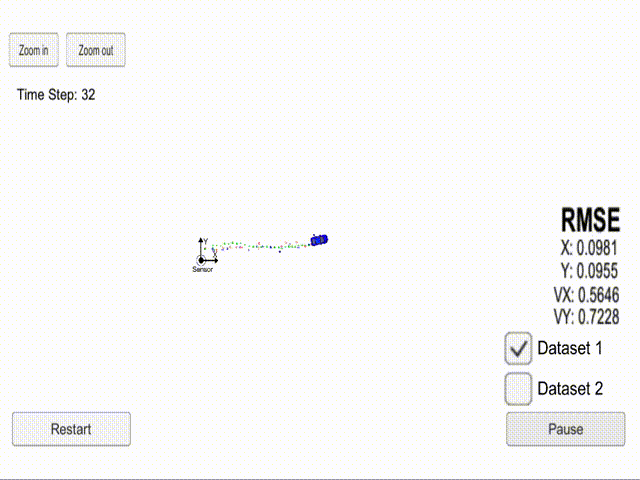 Zoom in
Zoom out
Time Step: 32
Y
X
Sensor
RMSE
X: 0.0981
Y: 0.0955
VX: 0.5646
VY: 0.7228
Dataset 1
Dataset 2
Restart
Pause